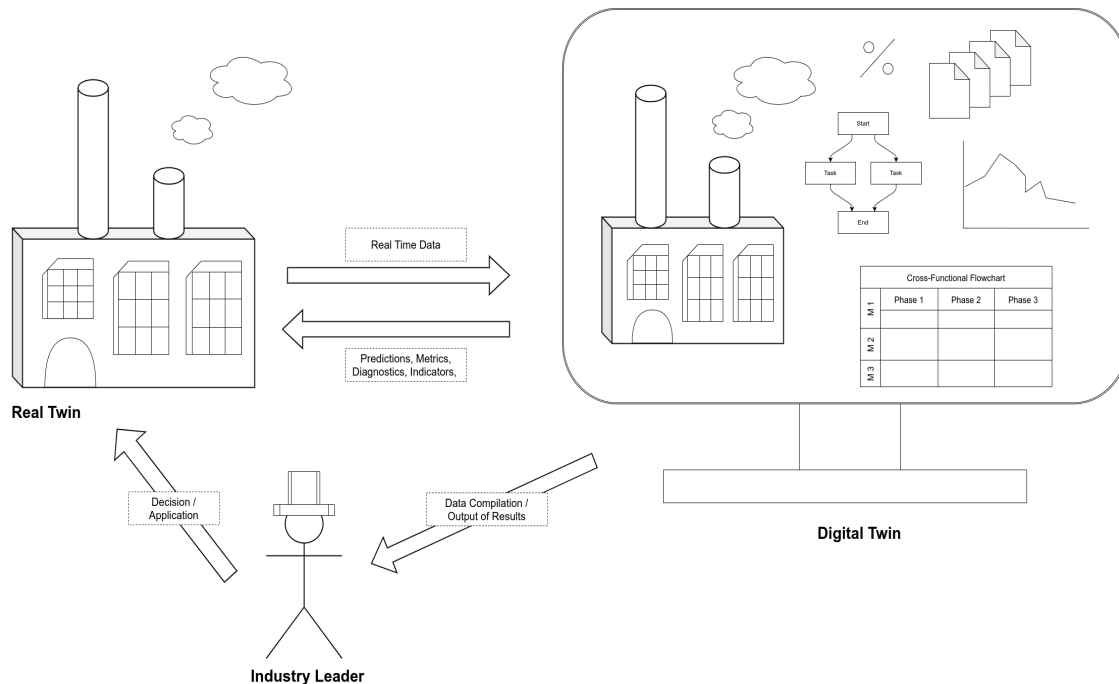 Start
Task
Task
End
Real Time Data
Predictions, Metrics,
Diagnostics, Indicators,
Cross-Functional Flowchart
Phase 1
Phase 2
Phase 3
M 1
M 2
M 3
Real Twin
Decision /
Application
Data Compilation /
Output of Results
Digital Twin
Industry Leader